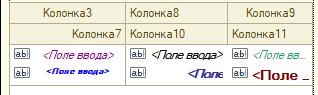 Колонка3 Колонка8 Колонка9
Колонка7 Колонка10 Колонка11
abl <Поле ввода> abl <Поле ввода> abl <Поле вв...
abl <Поле ввода> abl <Поле abl <Поле ...